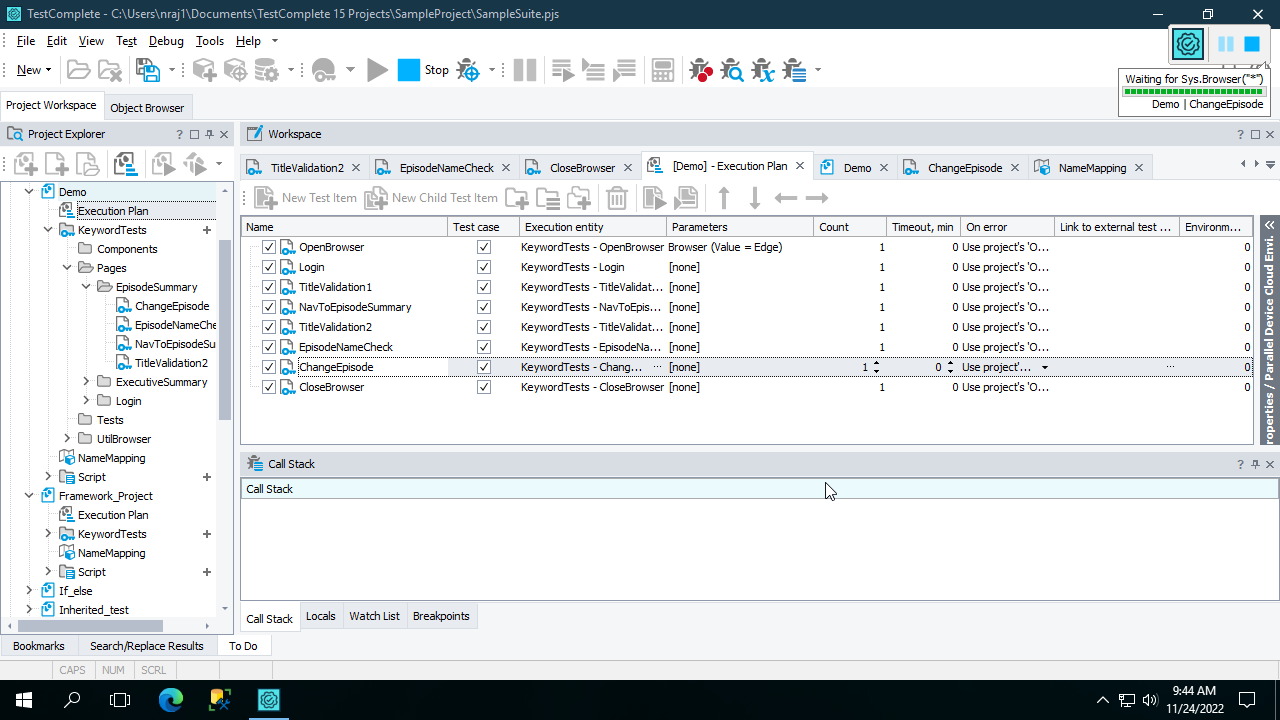 TestComplete - C:\Users\nraj1\Documents\TestComplete 15 Projects\SampleProject\SampleSuite.pjs
File Edit View Test Debug Tools Help
New Stop
Waiting for Sys.Browser("*")
Demo | ChangeEpisode
Project Workspace Object Browser
Project Explorer
Workspace
TitleValidation2 EpisodeNameCheck CloseBrowser [Demo] - Execution Plan Demo ChangeEpisode NameMapping
New Test Item New Child Test Item
Demo
Execution Plan
KeywordTests
Components
Pages
EpisodeSummary
ChangeEpisode
EpisodeNameChe
NavToEpisodeSu
TitleValidation2
ExecutiveSummary
Login
Tests
UtilBrowser
NameMapping
Script
Framework_Project
Execution Plan
KeywordTests
NameMapping
Script
If_else
Inherited_test
Name Test case Execution entity Parameters Count Timeout, min On error Link to external test ... Environm...
OpenBrowser KeywordTests - OpenBrowser Browser (Value = Edge) 1 0 Use project's 'O... 0
Login KeywordTests - Login [none] 1 0 Use project's 'O... 0
TitleValidation1 KeywordTests - TitleValidat... [none] 1 0 Use project's 'O... 0
NavToEpisodeSummary KeywordTests - NavToEpis... [none] 1 0 Use project's 'O... 0
TitleValidation2 KeywordTests - TitleValidat... [none] 1 0 Use project's 'O... 0
EpisodeNameCheck KeywordTests - EpisodeNa... [none] 1 0 Use project's 'O... 0
ChangeEpisode KeywordTests - Chang... ... [none] 1 0 Use project'... ... 0
CloseBrowser KeywordTests - CloseBrowser [none] 1 0 Use project's 'O... 0
roperties / Parallel Device Cloud Envi.
Call Stack
Call Stack
Call Stack Locals Watch List Breakpoints
Bookmarks Search/Replace Results To Do
CAPS NUM SCRL
9:44 AM
11/24/2022